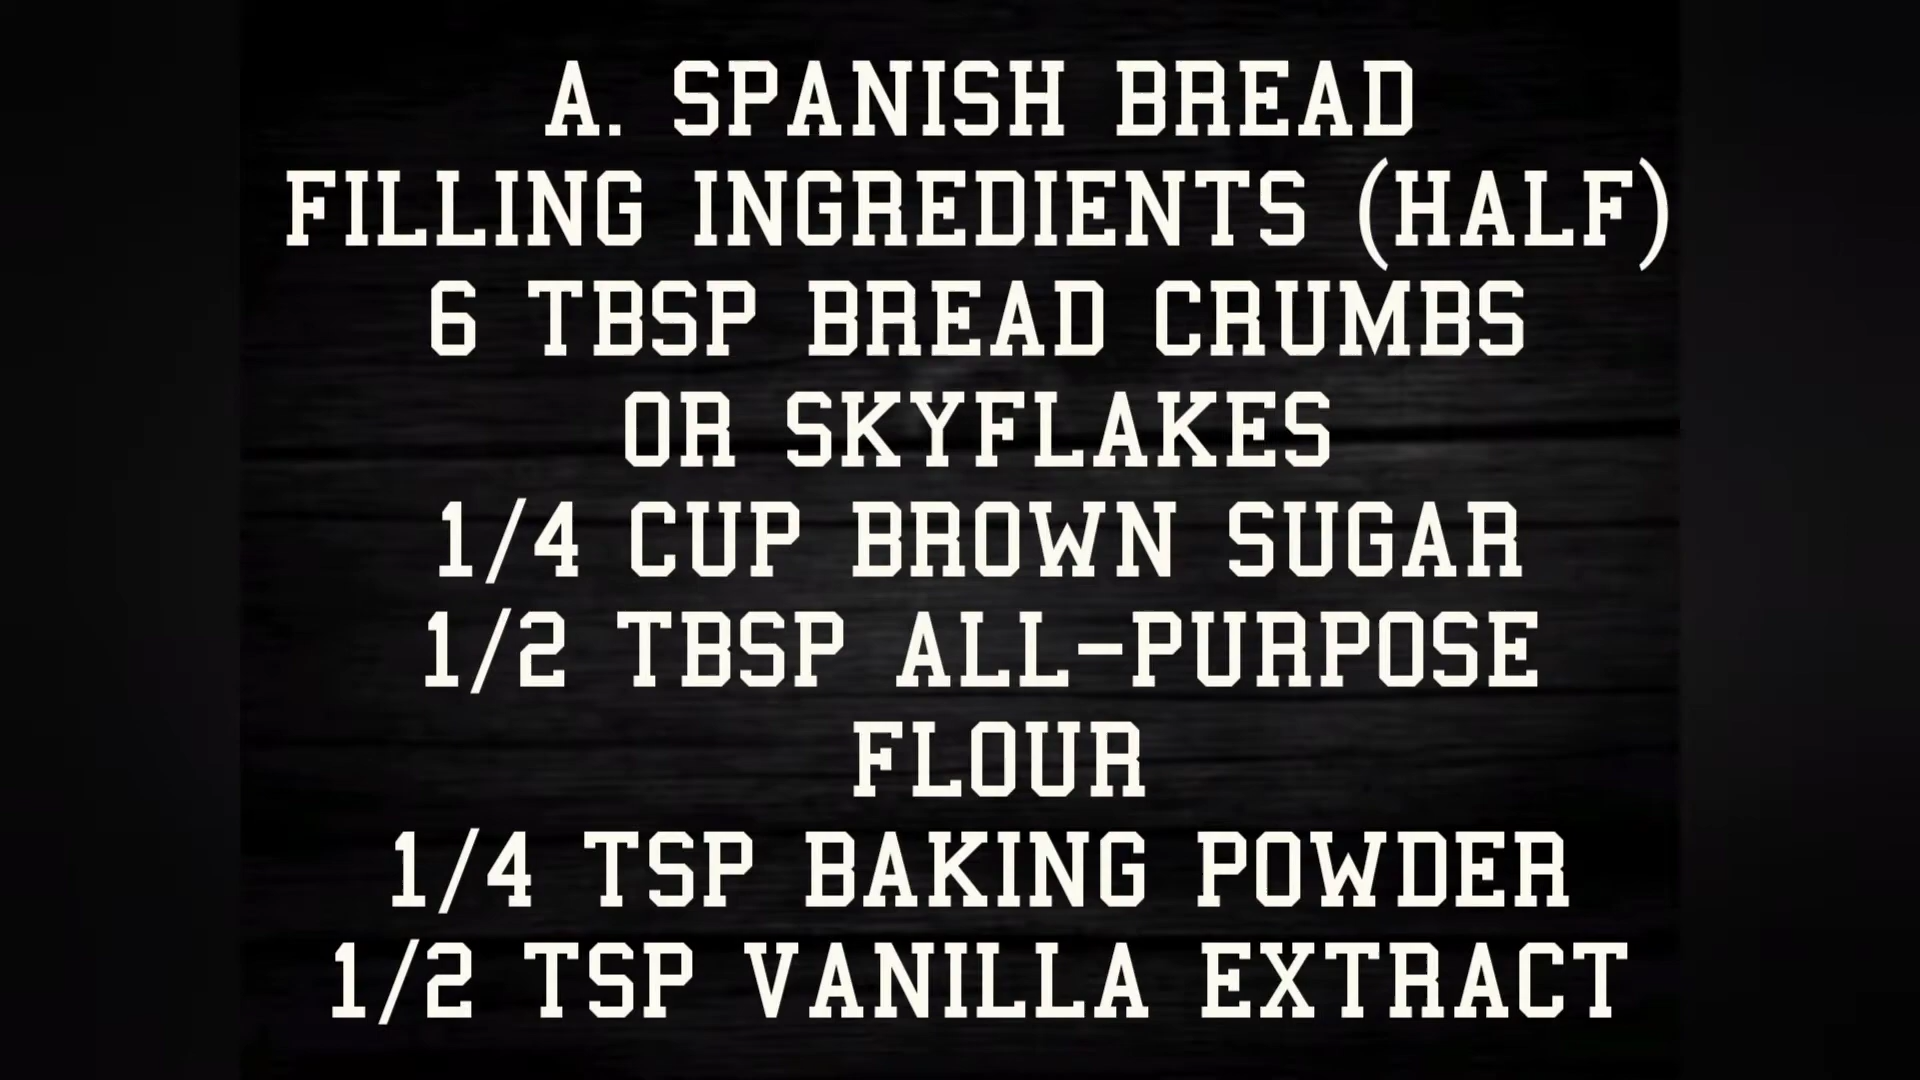 A. SPANISH BREAD
FILLING INGREDIENTS (HALF)
6 TBSP BREAD CRUMBS
OR SKYFLAKES
1/4 CUP BROWN SUGAR
1/2 TBSP ALL-PURPOSE
FLOUR
1/4 TSP BAKING POWDER
1/2 TSP VANILLA EXTRACT